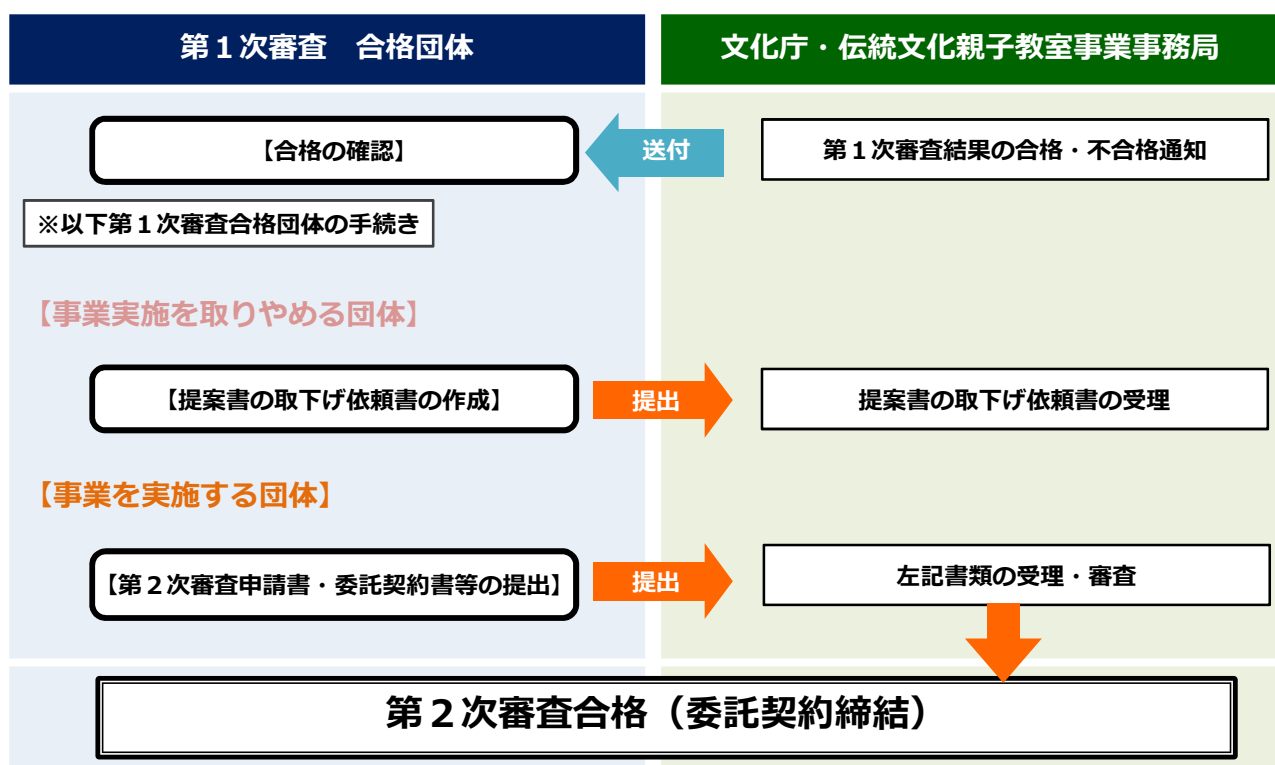 第１次審査　合格団体
文化庁・伝統文化親子教室事業事務局
【合格の確認】
送付
第１次審査結果の合格・不合格通知
※以下第１次審査合格団体の手続き
【事業実施を取りやめる団体】
【提案書の取下げ依頼書の作成】
提出
提案書の取下げ依頼書の受理
【事業を実施する団体】
【第２次審査申請書・委託契約書等の提出】
提出
左記書類の受理・審査
第２次審査合格（委託契約締結）